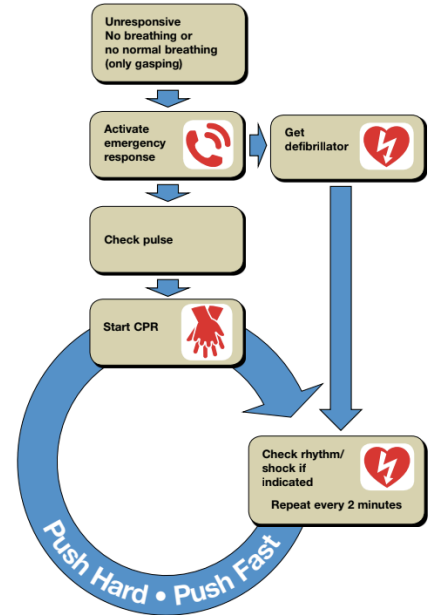 Unresponsive
No breathing or
no normal breathing
(only gasping)
Activate
emergency
response
Get
defibrillator
Check pulse
Start CPR
Check rhythm/
shock if
indicated
Repeat every 2 minutes
Push Hard • Push Fast